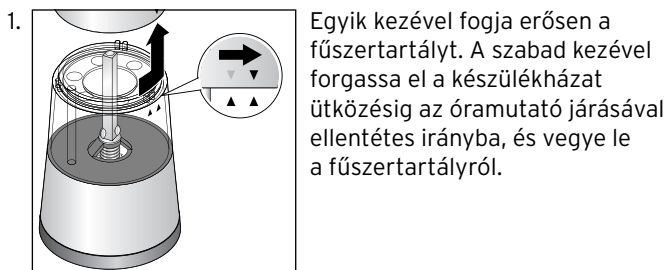 1.
Egyik kezével fogja erősen a
fűszertartályt. A szabad kezével
forgassa el a készülékházat
ütközésig az óramutató járásával
ellentétes irányba, és vegye le
a fűszertartályról.